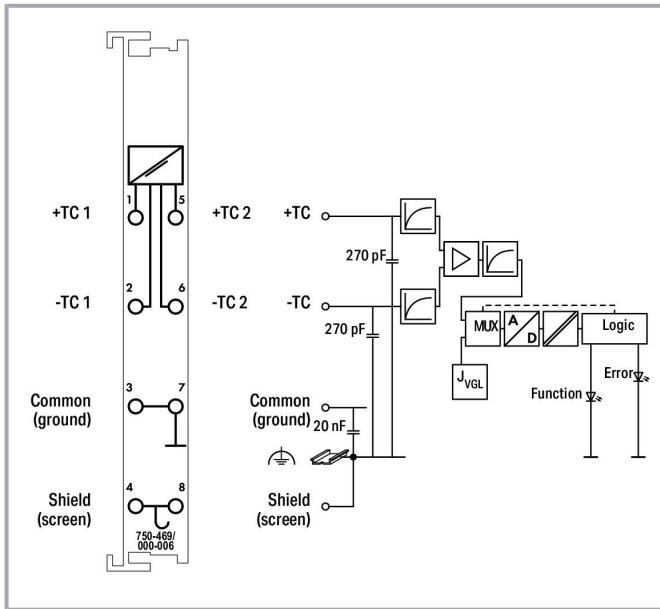 1
5
+TC 1
+TC 2
+TC
270 pF
2
6
-TC 1
-TC 2
-TC
270 pF
MUX
A
D
Logic
J VGL
Function
Error
3
7
Common
(ground)
Common
(ground)
20 nF
4
8
Shield
(screen)
Shield
(screen)
750-469/
000-006